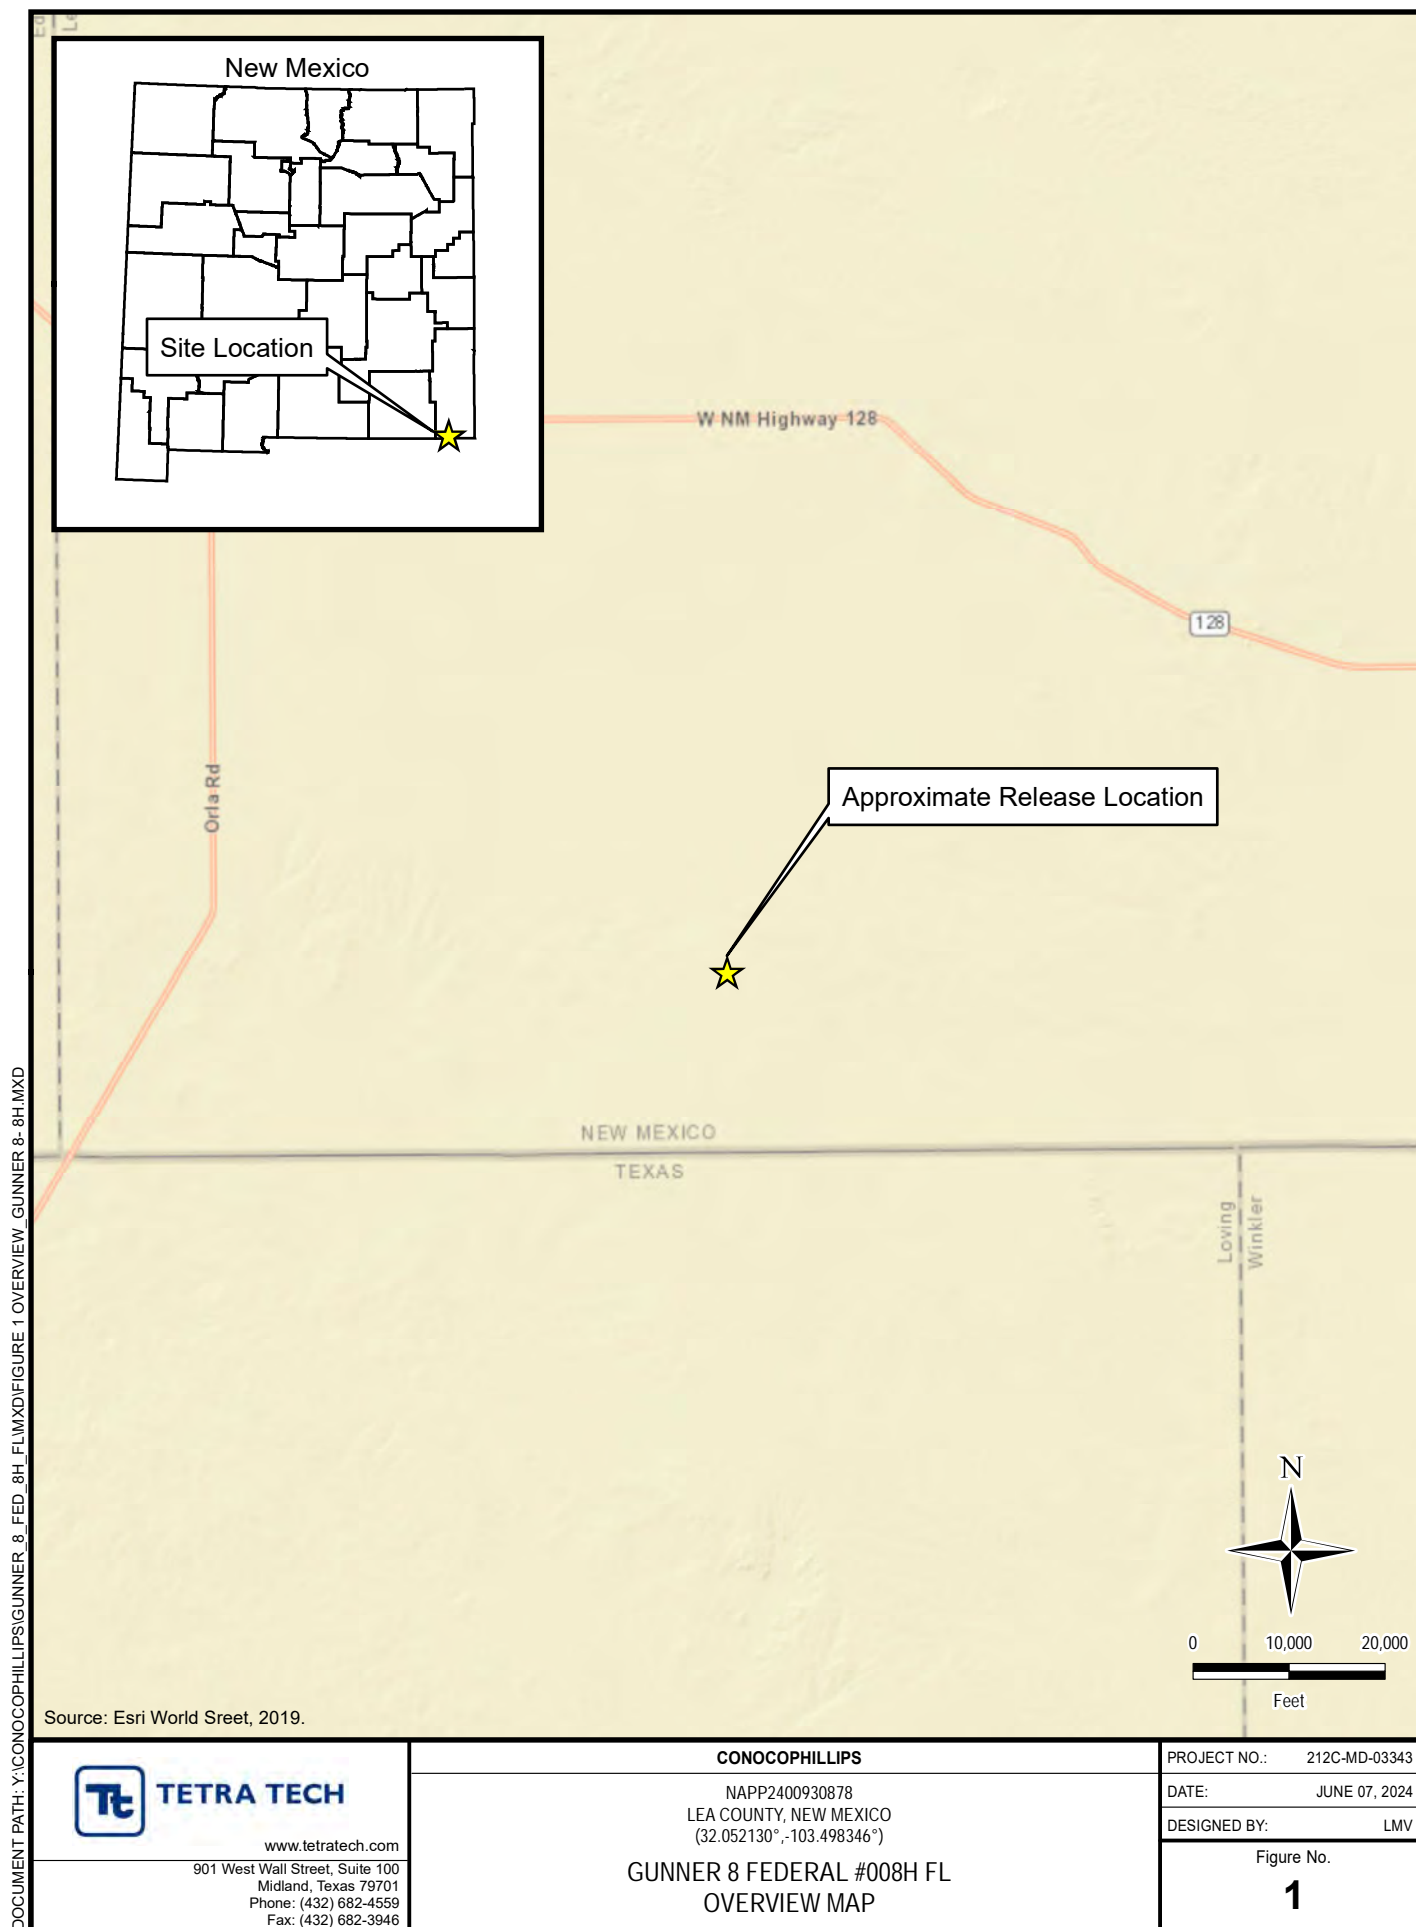 Ed
Le
New Mexico
Site Location
W NM Highway 128
128
Orla Rd
Approximate Release Location
NEW MEXICO
TEXAS
Loving
Winkler
N
0 10,000 20,000
Feet
Source: Esri World Sreet, 2019.
DOCUMENT PATH: Y:\CONOCOPHILLIPS\GUNNER_8_FED_8H_FL\MXD\FIGURE 1 OVERVIEW_GUNNER 8- 8H.MXD
Tt TETRA TECH
www.tetratech.com
901 West Wall Street, Suite 100
Midland, Texas 79701
Phone: (432) 682-4559
Fax: (432) 682-3946
CONOCOPHILLIPS
NAPP2400930878
LEA COUNTY, NEW MEXICO
(32.052130°,-103.498346°)
GUNNER 8 FEDERAL #008H FL
OVERVIEW MAP
PROJECT NO.: 212C-MD-03343
DATE: JUNE 07, 2024
DESIGNED BY: LMV
Figure No.
1